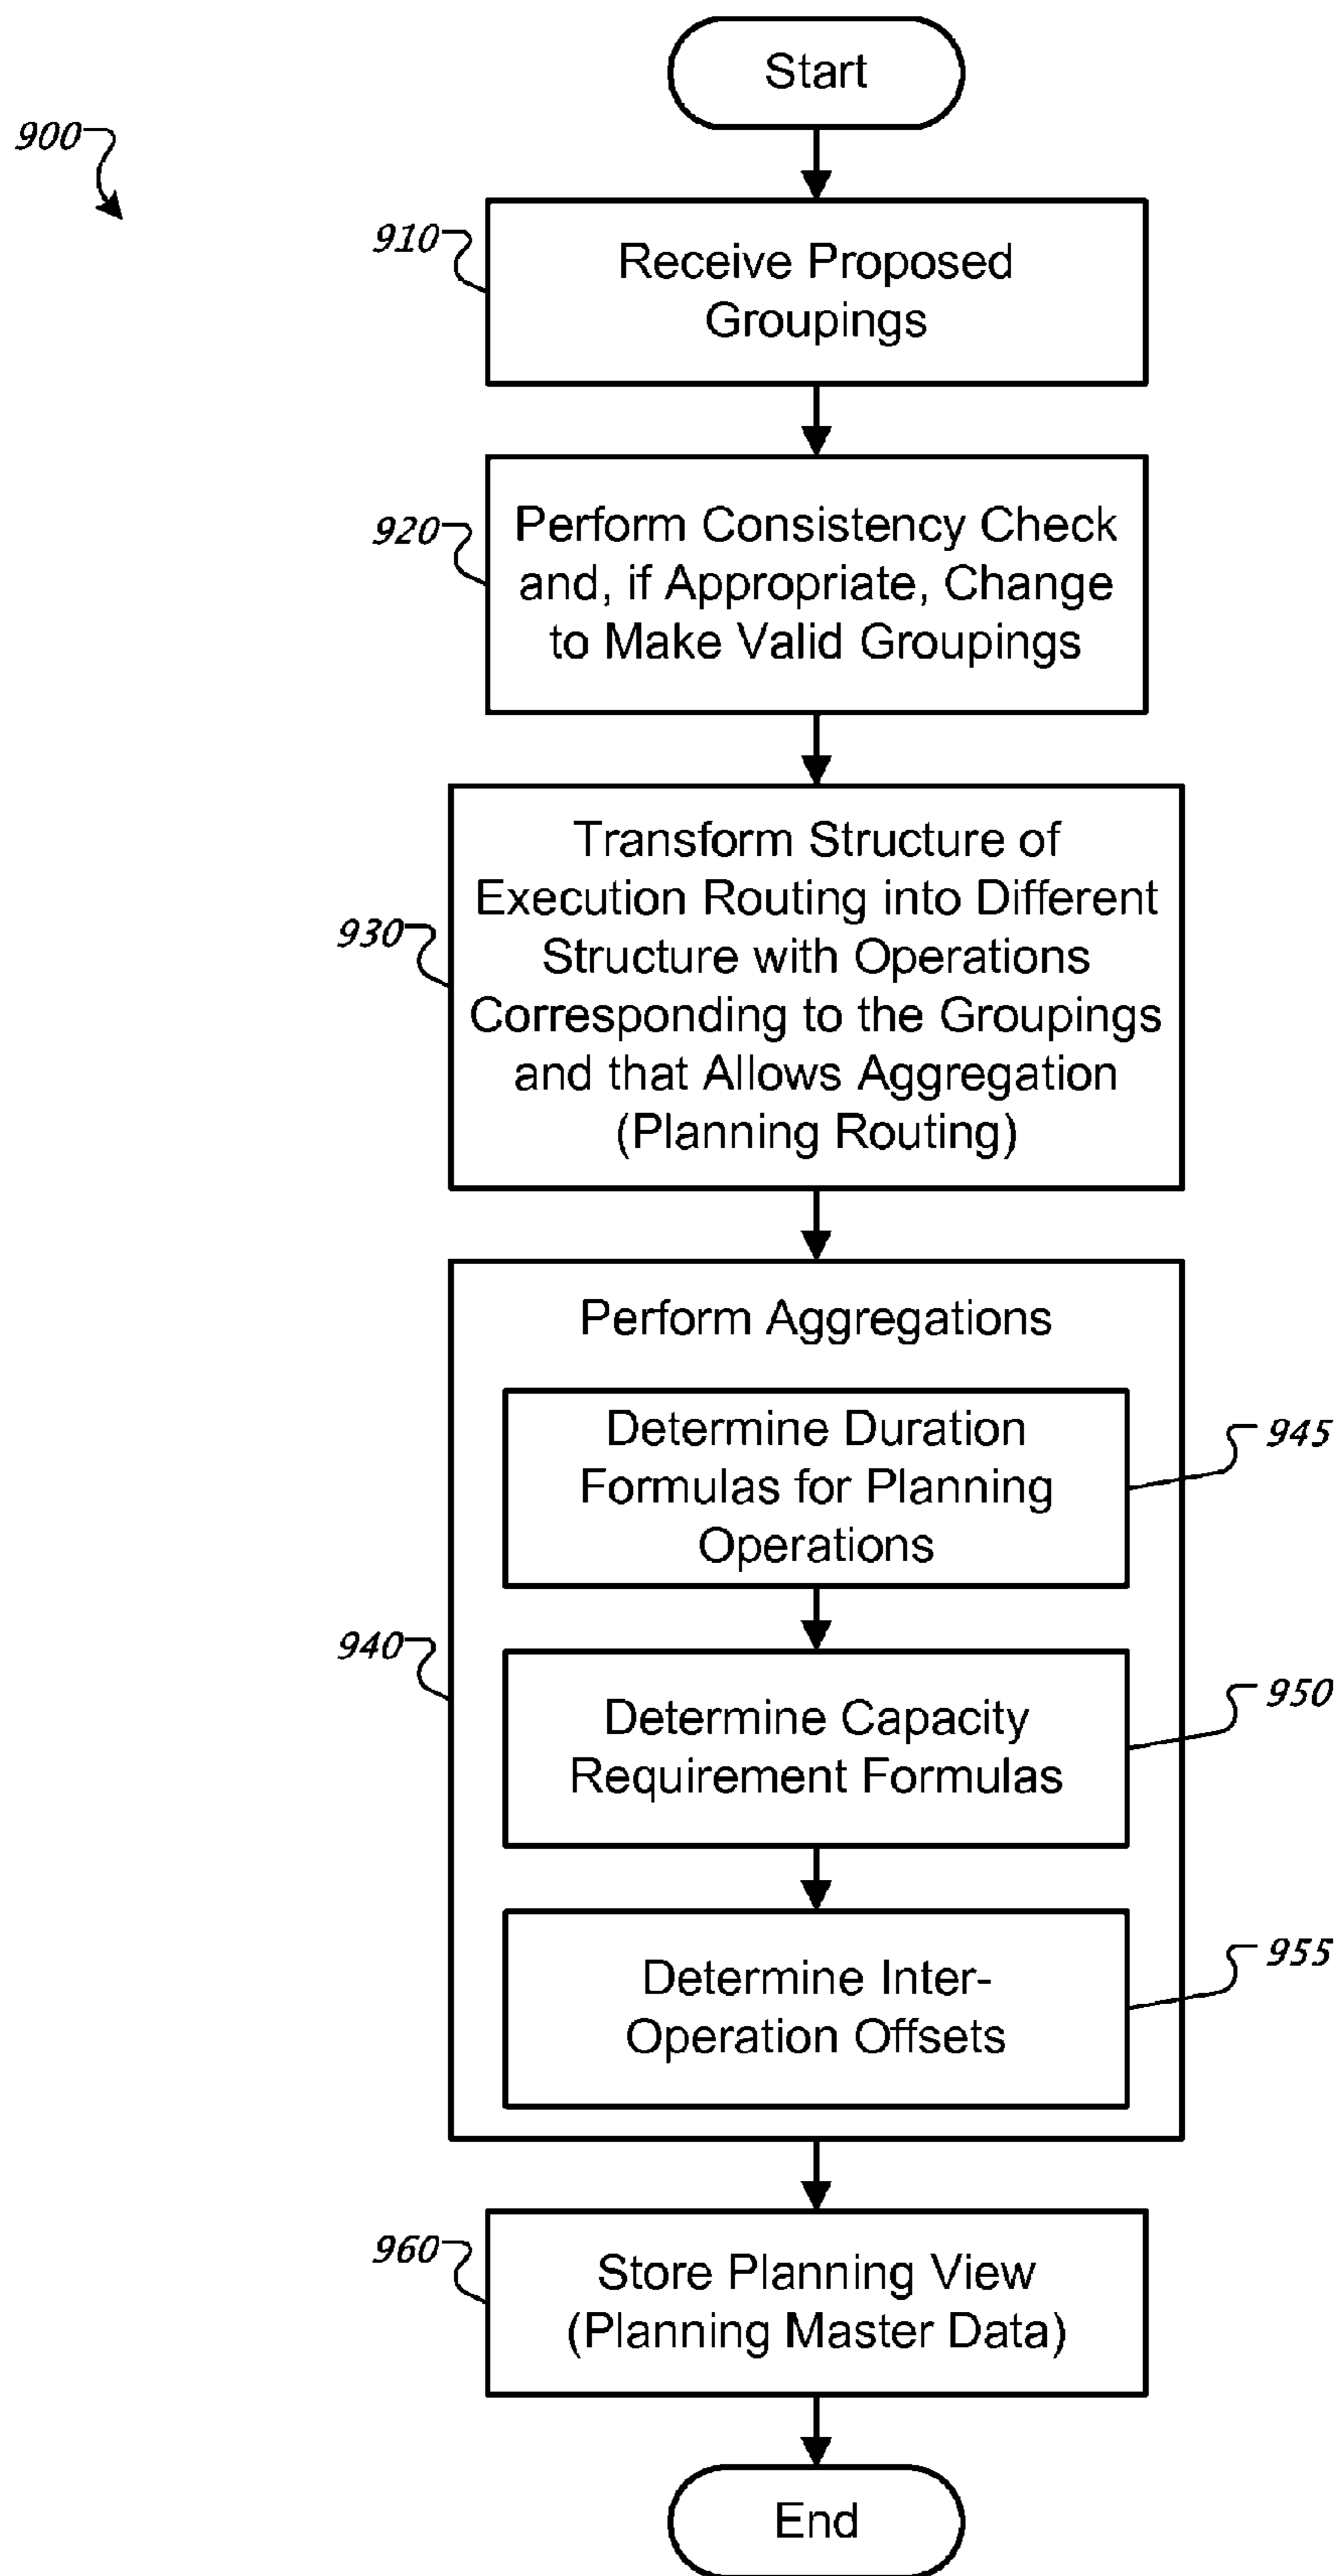 Start
900
910
Receive Proposed
Groupings
920
Perform Consistency Check
and, if Appropriate, Change
to Make Valid Groupings
930
Transform Structure of
Execution Routing into Different
Structure with Operations
Corresponding to the Groupings
and that Allows Aggregation
(Planning Routing)
940
Perform Aggregations
Determine Duration
Formulas for Planning
Operations
945
Determine Capacity
Requirement Formulas
950
Determine Inter-
Operation Offsets
955
960
Store Planning View
(Planning Master Data)
End